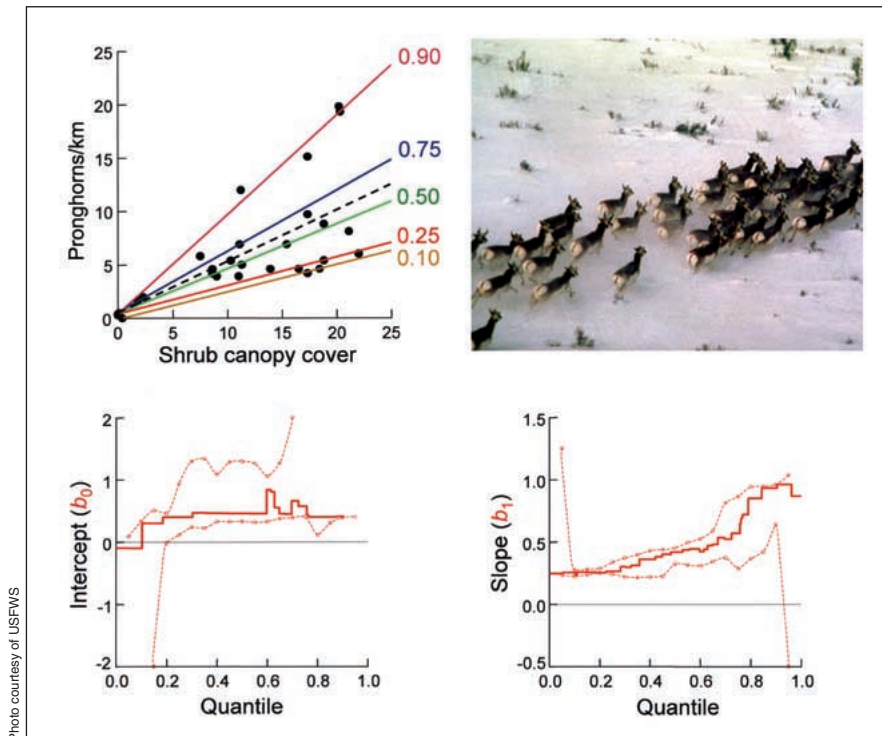 25
20
15
10
5
0
Pronghorns/km
0 5 10 15 20 25
Shrub canopy cover
0.90
0.75
0.50
0.25
0.10
2
1
0
-1
-2
Intercept (b0)
0.0 0.2 0.4 0.6 0.8 1.0
Quantile
1.5
1.0
0.5
0.0
-0.5
Slope (b1)
0.0 0.2 0.4 0.6 0.8 1.0
Quantile
Photo courtesy of USFWS